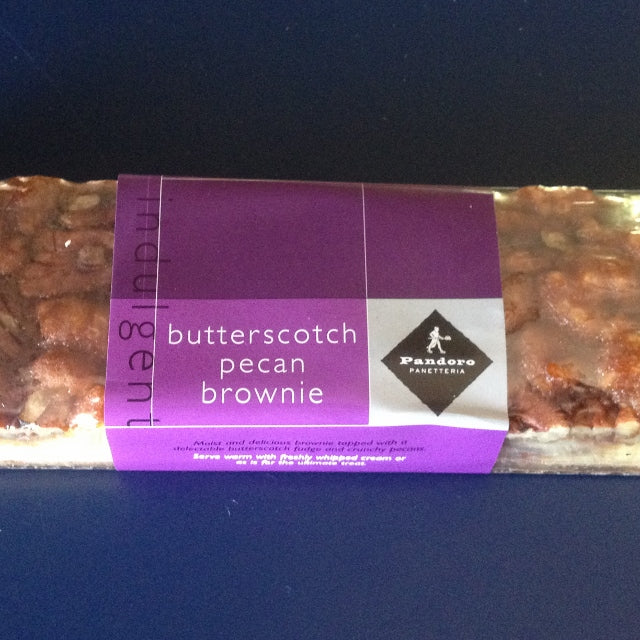 indulgent
butterscotch
pecan
brownie
Pandoro
PANETTERIA
Moist and delicious brownie topped with a
delectable butterscotch fudge and crunchy pecans.
Serve warm with freshly whipped cream or
as is for the ultimate treat.